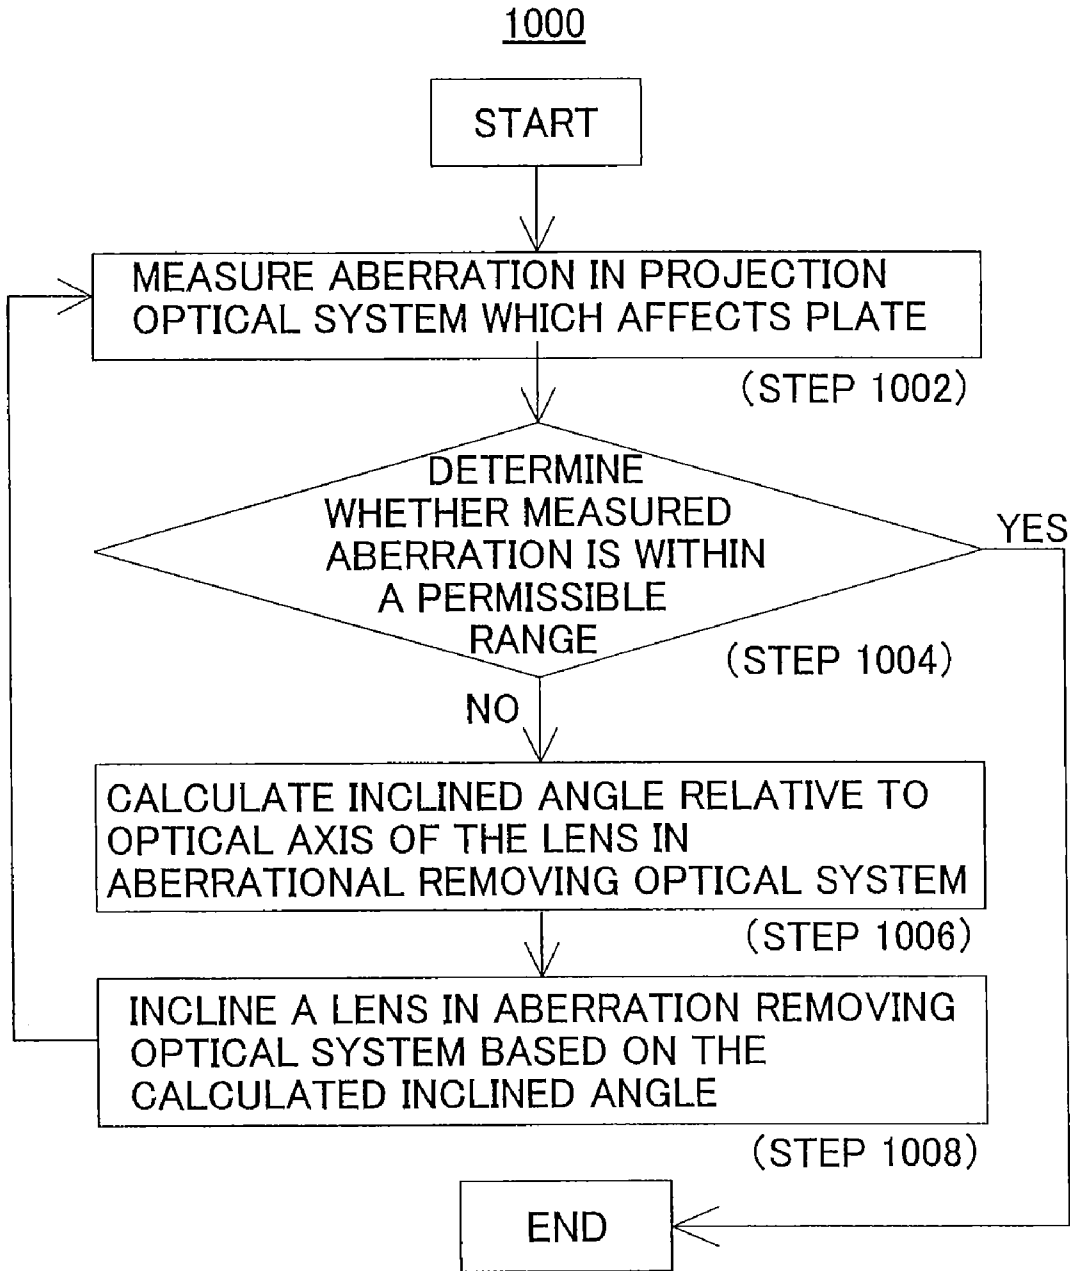 1000
START
MEASURE ABERRATION IN PROJECTION
OPTICAL SYSTEM WHICH AFFECTS PLATE
(STEP 1002)
DETERMINE
WHETHER MEASURED
ABERRATION IS WITHIN
A PERMISSIBLE
RANGE
YES
(STEP 1004)
NO
CALCULATE INCLINED ANGLE RELATIVE TO
OPTICAL AXIS OF THE LENS IN
ABERRATIONAL REMOVING OPTICAL SYSTEM
(STEP 1006)
INCLINE A LENS IN ABERRATION REMOVING
OPTICAL SYSTEM BASED ON THE
CALCULATED INCLINED ANGLE
(STEP 1008)
END